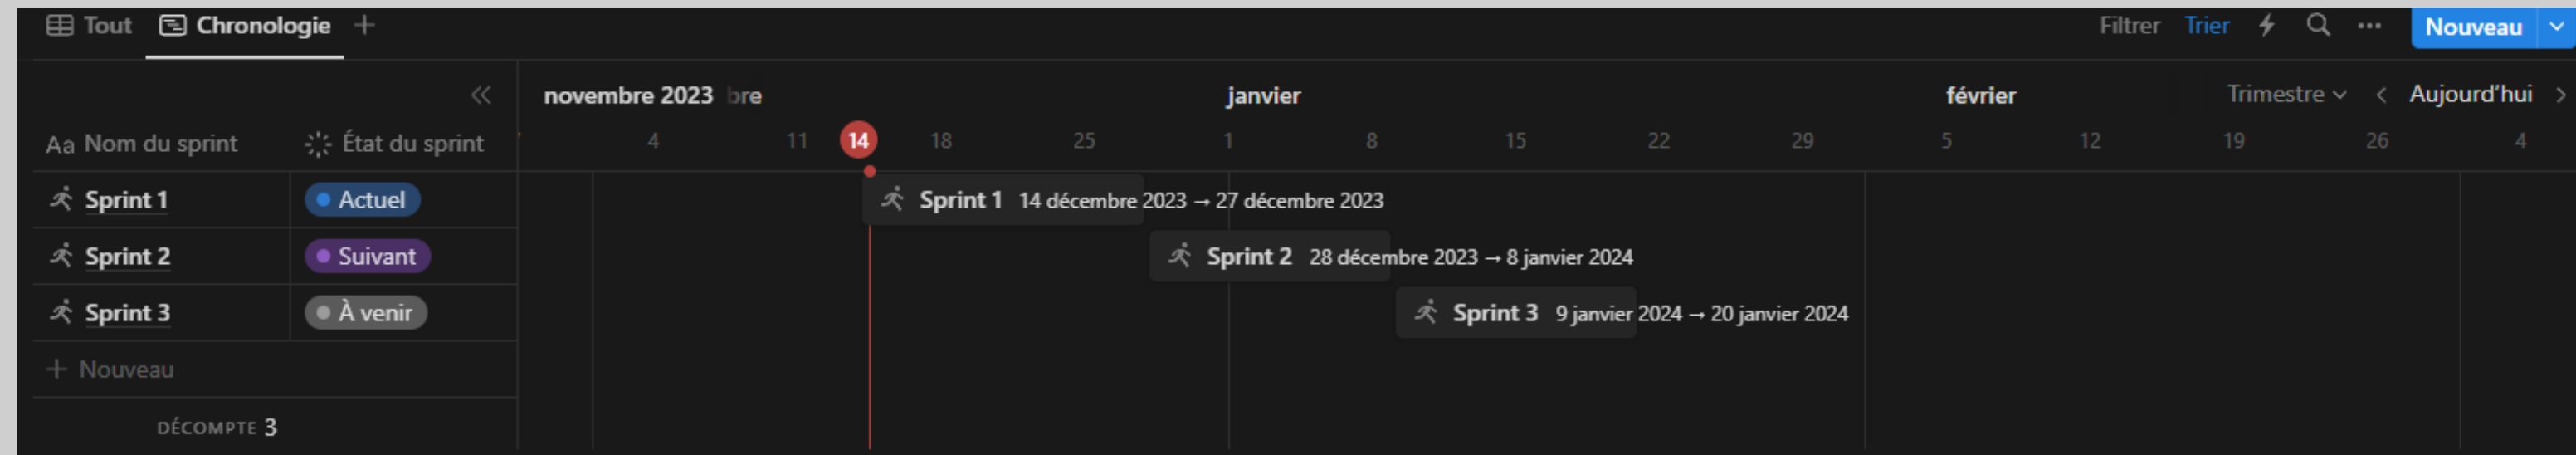 Tout Chronologie + Filtrer Trier Nouveau
novembre 2023 bre janvier février Trimestre Aujourd'hui
Aa Nom du sprint État du sprint 4 11 14 18 25 1 8 15 22 29 5 12 19 26 4
Sprint 1 Actuel Sprint 1 14 décembre 2023 → 27 décembre 2023
Sprint 2 Suivant Sprint 2 28 décembre 2023 → 8 janvier 2024
Sprint 3 À venir Sprint 3 9 janvier 2024 → 20 janvier 2024
+ Nouveau
DÉCOMPTE 3